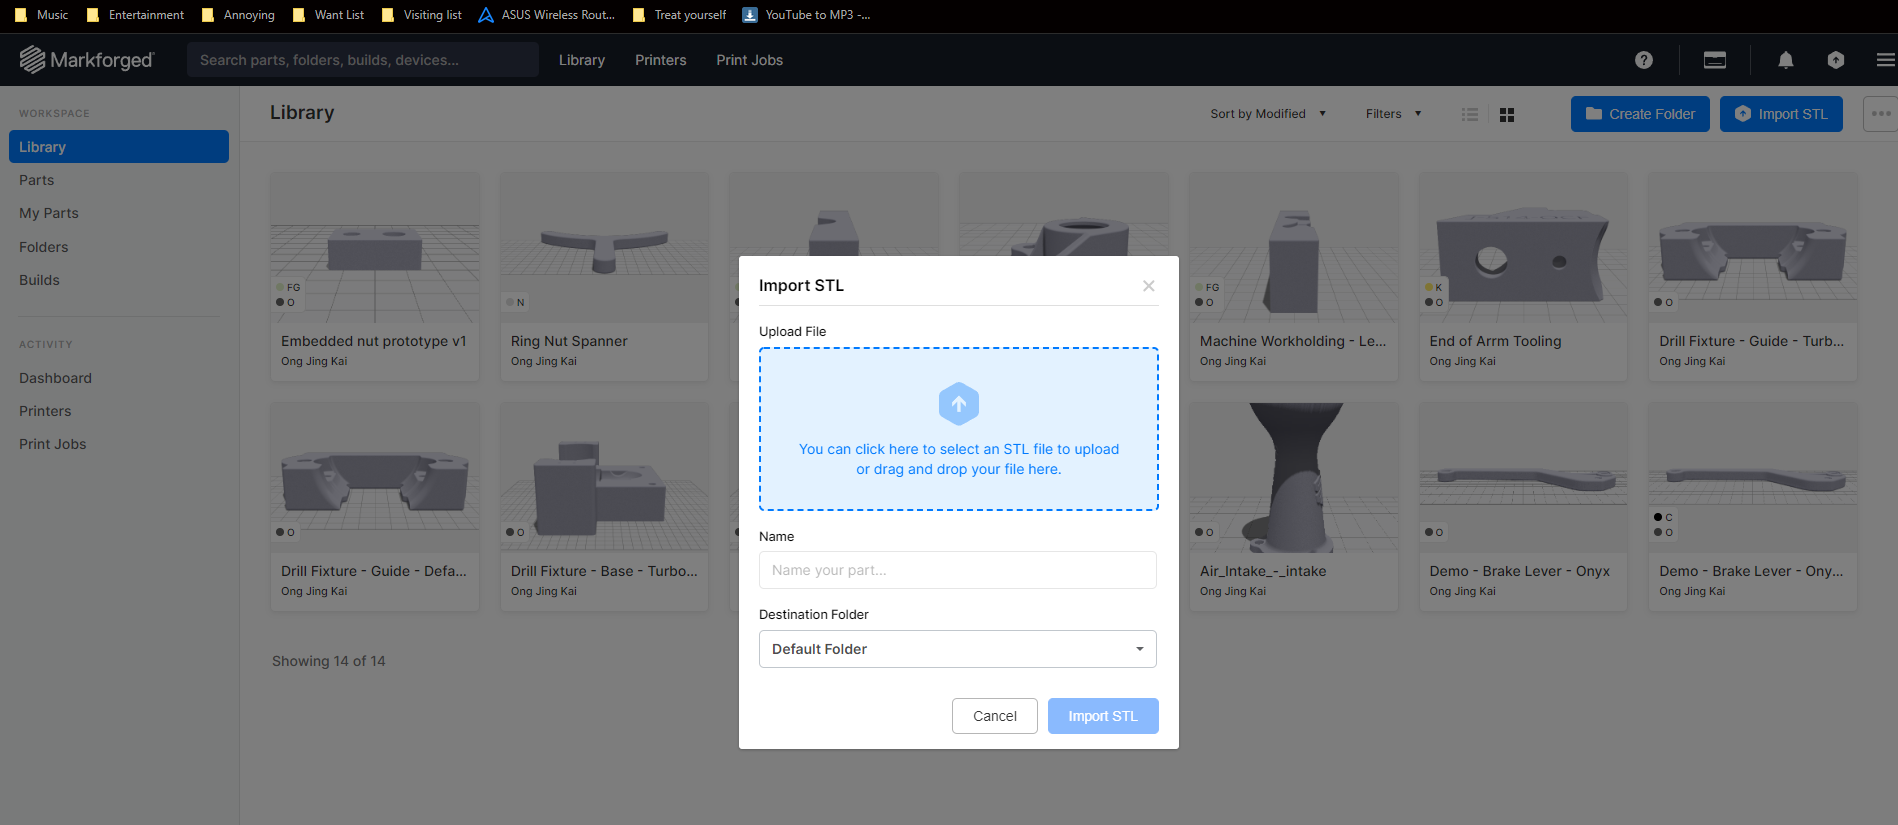 Music Entertainment Annoying Want List Visiting list ASUS Wireless Rout... Treat yourself YouTube to MP3 -...
Markforged Search parts, folders, builds, devices... Library Printers Print Jobs
WORKSPACE
Library
Parts
My Parts
Folders
Builds
ACTIVITY
Dashboard
Printers
Print Jobs
Library Sort by Modified Filters Create Folder Import STL
FG
O
Embedded nut prototype v1
Ong Jing Kai
N
Ring Nut Spanner
Ong Jing Kai
FG
O
Machine Workholding - Le...
Ong Jing Kai
K
O
End of Arrm Tooling
Ong Jing Kai
O
Drill Fixture - Guide - Turb...
Ong Jing Kai
O
Drill Fixture - Guide - Defa...
Ong Jing Kai
O
Drill Fixture - Base - Turbo...
Ong Jing Kai
O
Air_Intake_-_intake
Ong Jing Kai
O
Demo - Brake Lever - Onyx
Ong Jing Kai
C
O
Demo - Brake Lever - Ony...
Ong Jing Kai
Showing 14 of 14
Import STL
Upload File
You can click here to select an STL file to upload
or drag and drop your file here.
Name
Name your part...
Destination Folder
Default Folder
Cancel Import STL